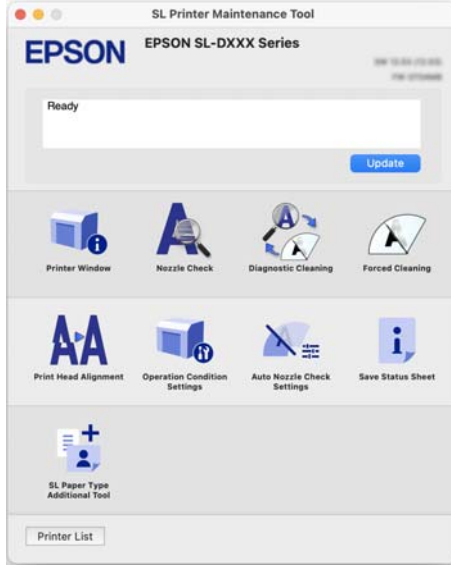 SL Printer Maintenance Tool
EPSON
EPSON SL-DXXX Series
Ready
Update
Printer Window
Nozzle Check
Diagnostic Cleaning
Forced Cleaning
Print Head Alignment
Operation Condition
Settings
Auto Nozzle Check
Settings
Save Status Sheet
SL Paper Type
Additional Tool
Printer List